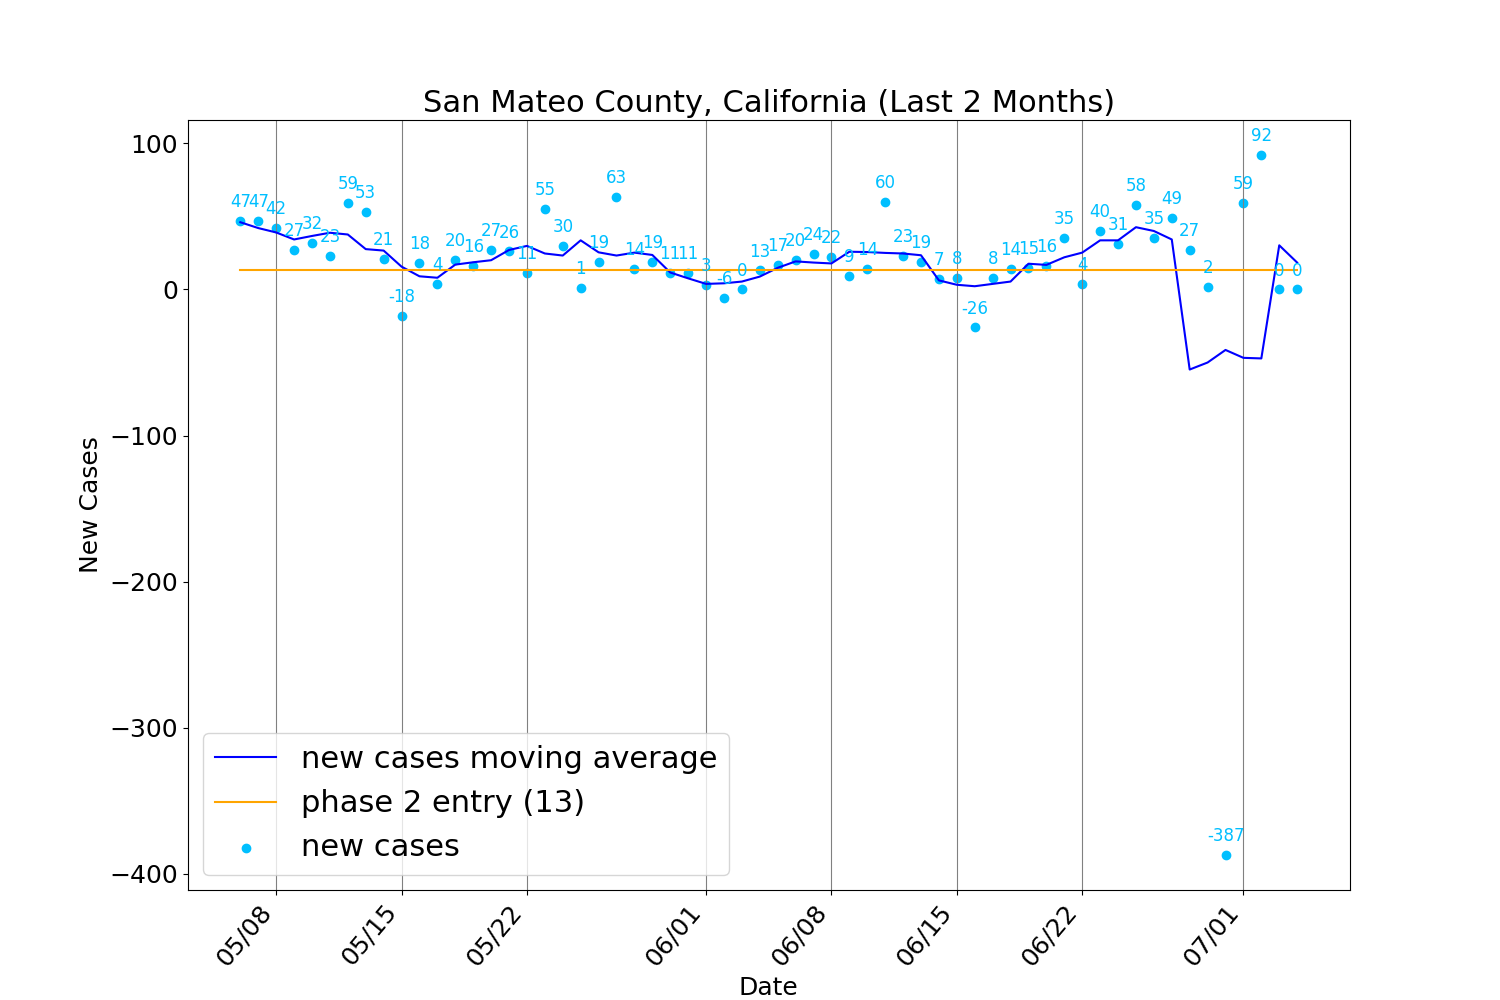 San Mateo County, California (Last 2 Months)
100
0
−100
−200
−300
−400
New Cases
47 47 42 27 32 23 59 53 21 -18 18 4 20 16 27 26 11 55 30 1 19 63 14 19 11 11 3 -6 0 13 17 20 24 22 9 14 60 23 19 7 8 -26 8 14 15 16 35 4 40 31 58 35 49 27 2 -387 59 92 0 0
new cases moving average
phase 2 entry (13)
new cases
05/08 05/15 05/22 06/01 06/08 06/15 06/22 07/01
Date